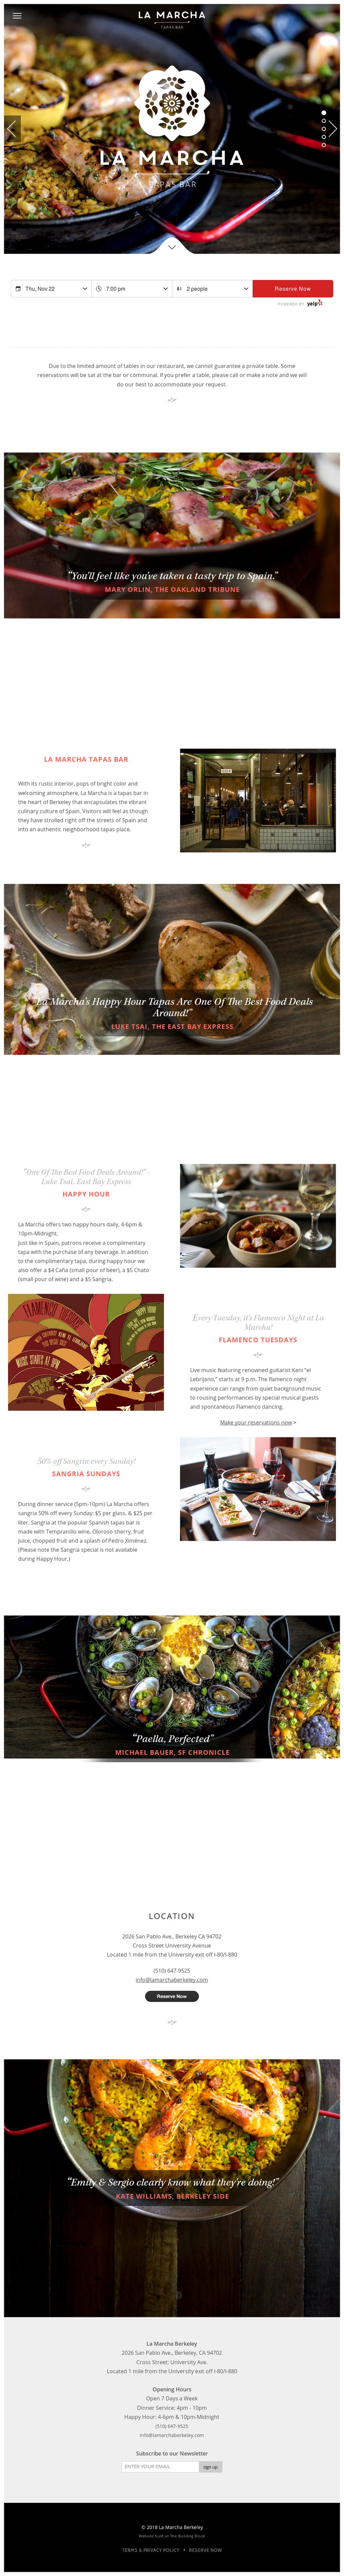 LA MARCHA
TAPAS BAR
LA MARCHA
TAPAS BAR
Thu, Nov 22
7:00 pm
2 people
Reserve Now
POWERED BY yelp
Due to the limited amount of tables in our restaurant, we cannot guarantee a private table. Some
reservations will be sat at the bar or communal. If you prefer a table, please call or make a note and we will
do our best to accommodate your request.
“You’ll feel like you’ve taken a tasty trip to Spain.”
MARY ORLIN, THE OAKLAND TRIBUNE
LA MARCHA TAPAS BAR
With its rustic interior, pops of bright color and
welcoming atmosphere, La Marcha is a tapas bar in
the heart of Berkeley that encapsulates the vibrant
culinary culture of Spain. Visitors will feel as though
they have strolled right off the streets of Spain and
into an authentic neighborhood tapas place.
“La Marcha’s Happy Hour Tapas Are One Of The Best Food Deals
Around!”
LUKE TSAI, THE EAST BAY EXPRESS
“One Of The Best Food Deals Around!” -
Luke Tsai, East Bay Express
HAPPY HOUR
La Marcha offers two happy hours daily, 4-6pm &
10pm-Midnight.
Just like in Spain, patrons receive a complimentary
tapa with the purchase of any beverage. In addition
to the complimentary tapa, during happy hour we
also offer a $4 Caña (small pour of beer), a $5 Chato
(small pour of wine) and a $5 Sangria.
FLAMENCO TUESDAYS
MUSIC STARTS AT 9PM
Every Tuesday, it’s Flamenco Night at La
Marcha!
FLAMENCO TUESDAYS
Live music featuring renowned guitarist Keni "el
Lebrijano," starts at 9 p.m. The flamenco night
experience can range from quiet background music
to rousing performances by special musical guests
and spontaneous Flamenco dancing.
Make your reservations now >
50% off Sangria every Sunday!
SANGRIA SUNDAYS
During dinner service (5pm-10pm) La Marcha offers
sangria 50% off every Sunday: $5 per glass, & $25 per
liter. Sangria at the popular Spanish tapas bar is
made with Tempranillo wine, Oloroso sherry, fruit
juice, chopped fruit and a splash of Pedro Ximénez.
(Please note the Sangria special is not available
during Happy Hour.)
“Paella, Perfected”
MICHAEL BAUER, SF CHRONICLE
LOCATION
2026 San Pablo Ave., Berkeley CA 94702
Cross Street University Avenue
Located 1 mile from the University exit off I-80/I-880
(510) 647-9525
info@lamarchaberkeley.com
Reserve Now
“Emily & Sergio clearly know what they’re doing!”
KATE WILLIAMS, BERKELEY SIDE
La Marcha Berkeley
2026 San Pablo Ave., Berkeley, CA 94702
Cross Street: University Ave.
Located 1 mile from the University exit off I-80/I-880
Opening Hours
Open 7 Days a Week
Dinner Service: 4pm - 10pm
Happy Hour: 4-6pm & 10pm-Midnight
(510) 647-9525
info@lamarchaberkeley.com
Subscribe to our Newsletter
ENTER YOUR EMAIL
sign up
© 2018 La Marcha Berkeley
Website built at The Building Block
TERMS & PRIVACY POLICY • RESERVE NOW